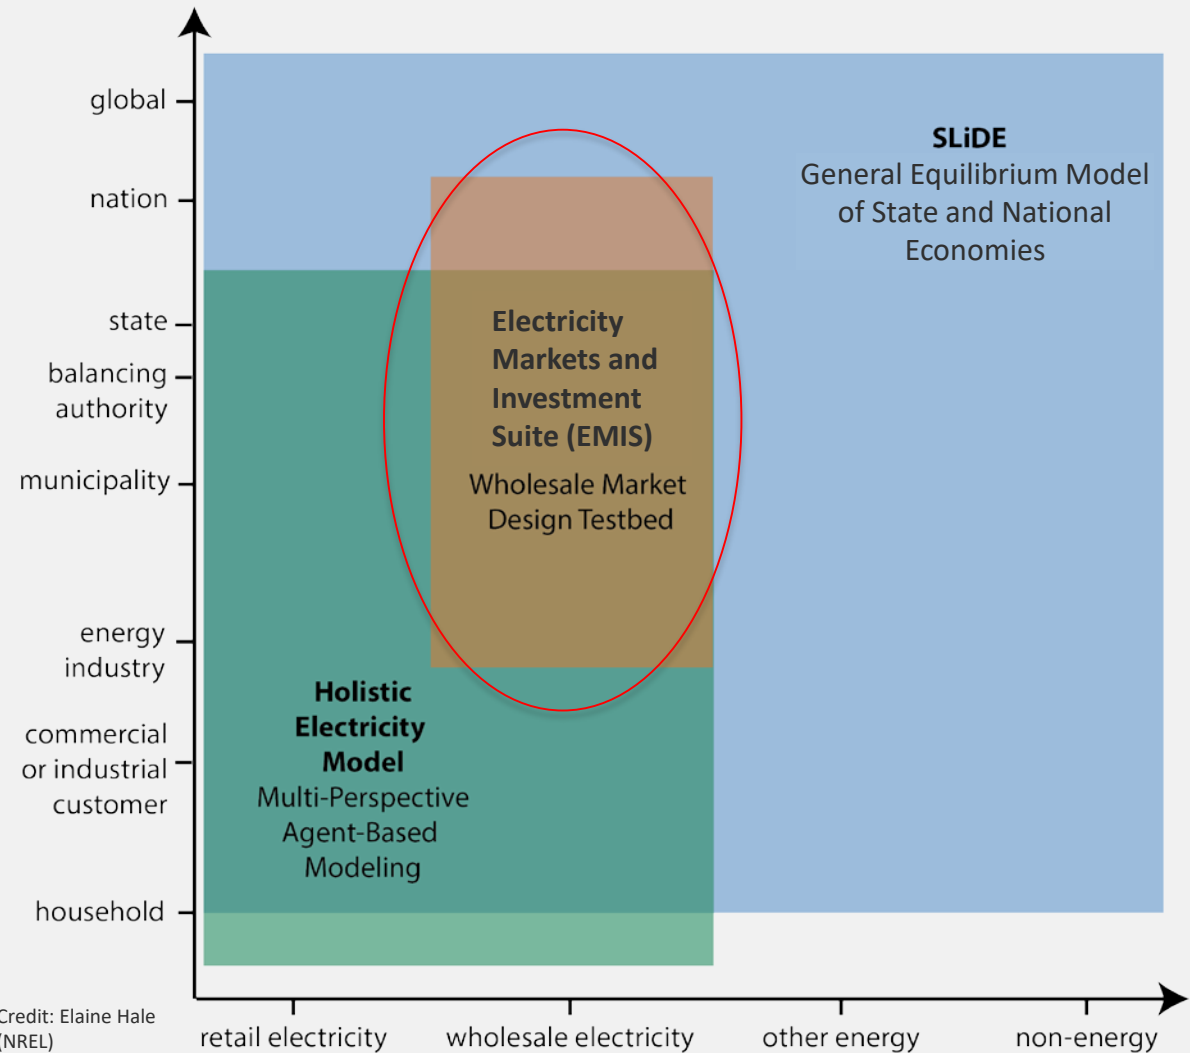 global
nation
state
balancing
authority
municipality
energy
industry
commercial
or industrial
customer
household
SLiDE
General Equilibrium Model
of State and National
Economies
Electricity
Markets and
Investment
Suite (EMIS)
Wholesale Market
Design Testbed
Holistic
Electricity
Model
Multi-Perspective
Agent-Based
Modeling
retail electricity
wholesale electricity
other energy
non-energy
Credit: Elaine Hale
(NREL)